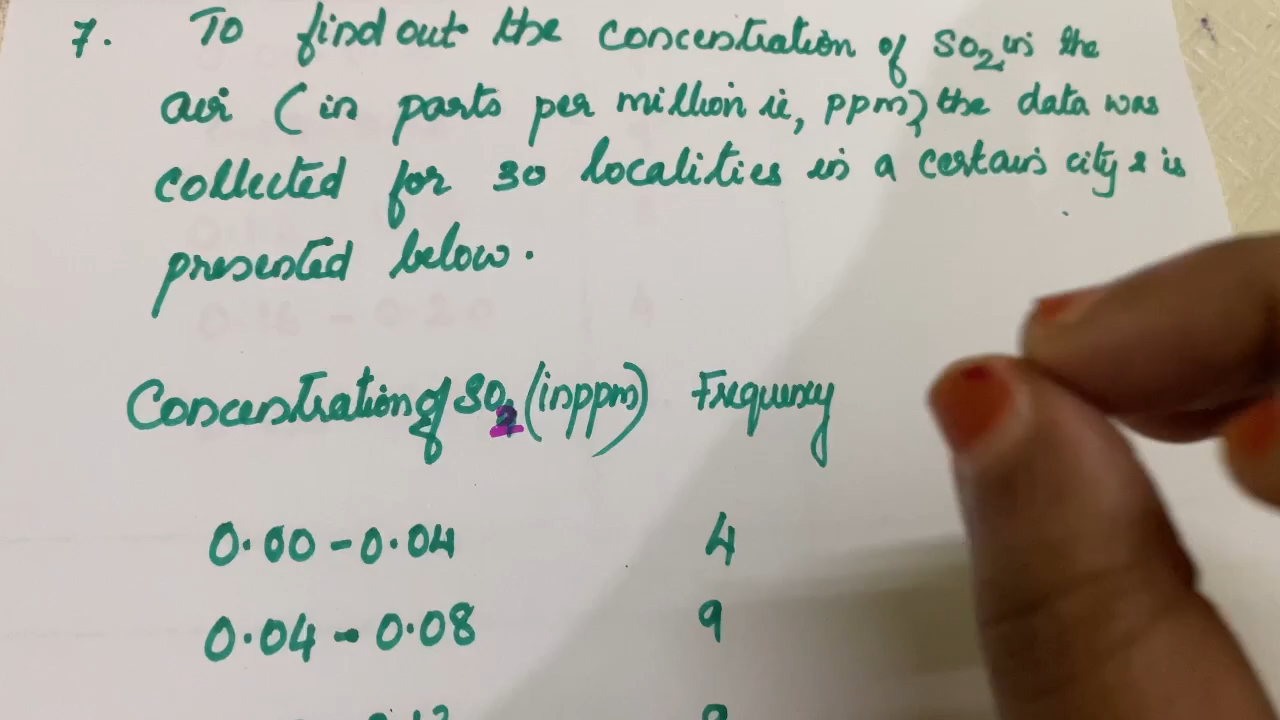 7. To find out the concentration of SO2 in the
air (in parts per million ie, ppm) the data was
collected for 30 localities in a certain city & is
presented below.
Concentration of SO2 (in ppm) Frequency
0.00 - 0.04 4
0.04 - 0.08 9